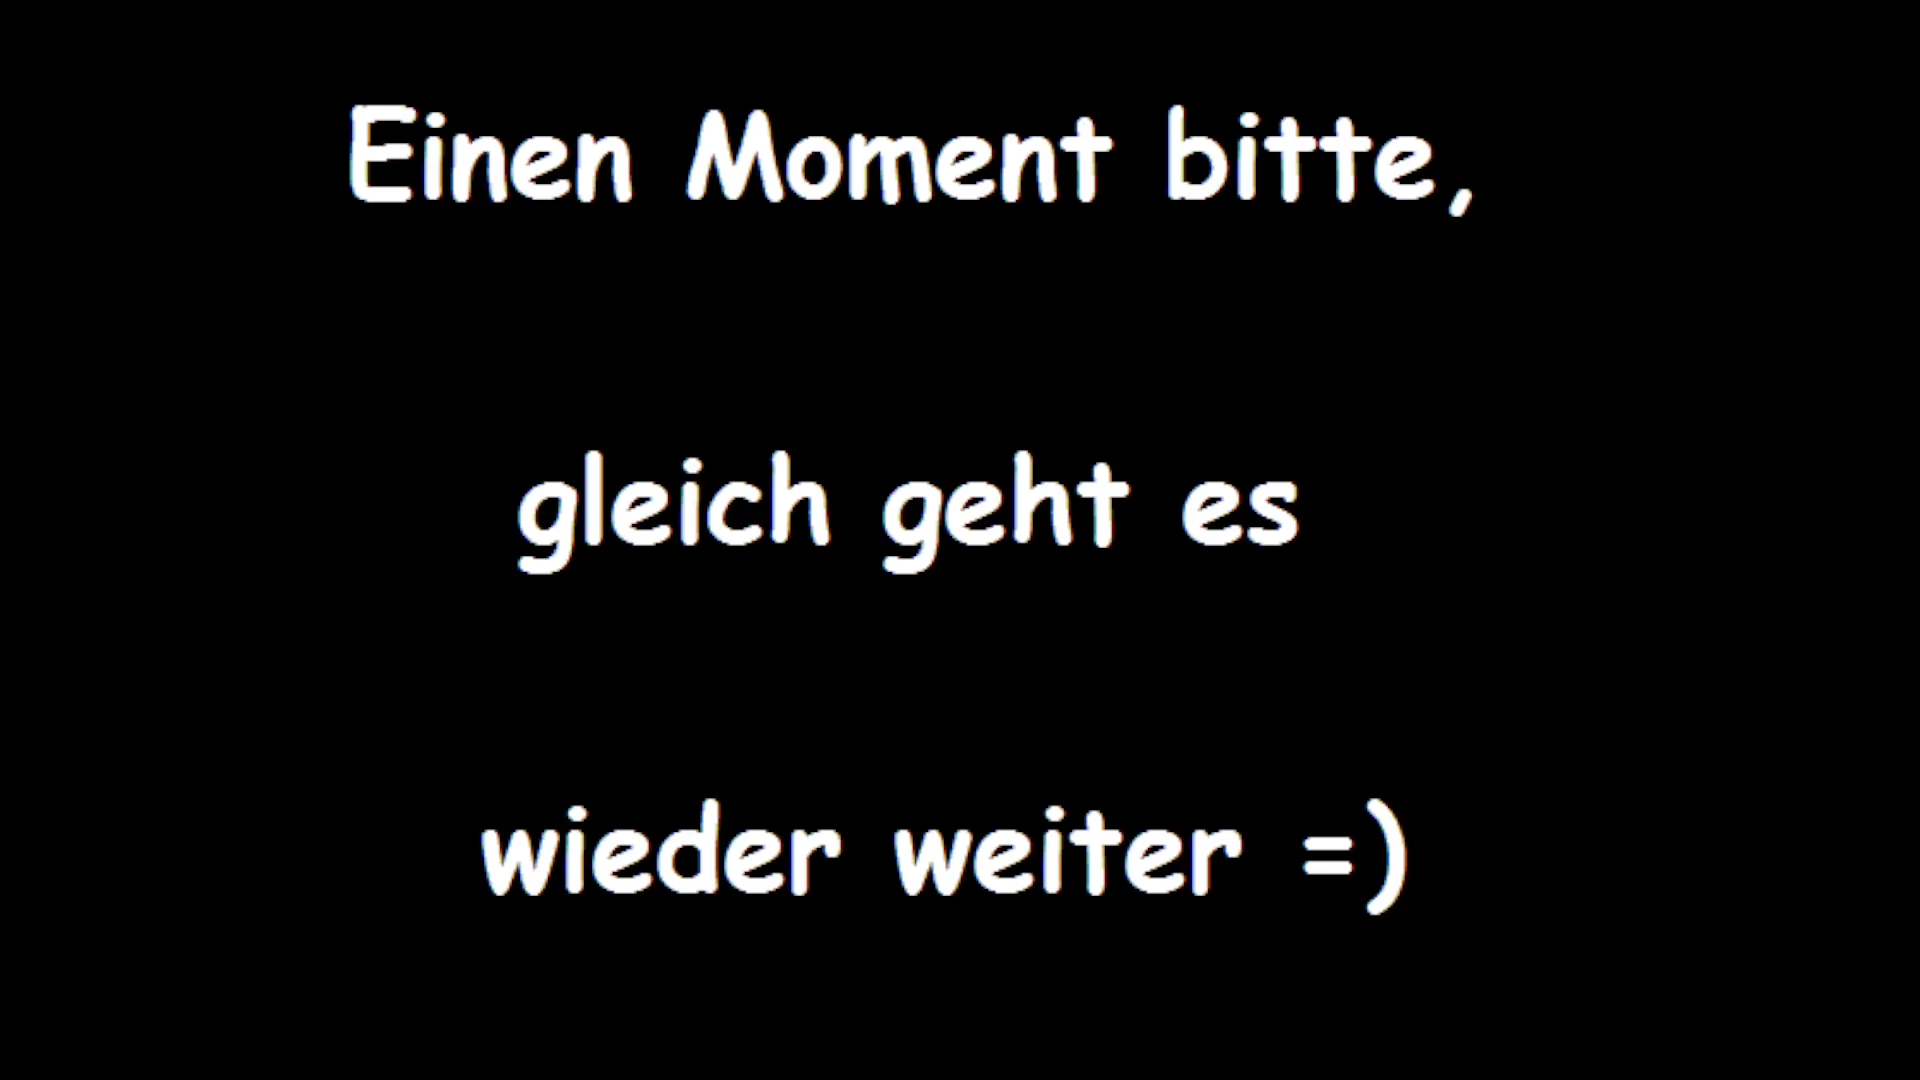 Einen Moment bitte,
gleich geht es
wieder weiter =)